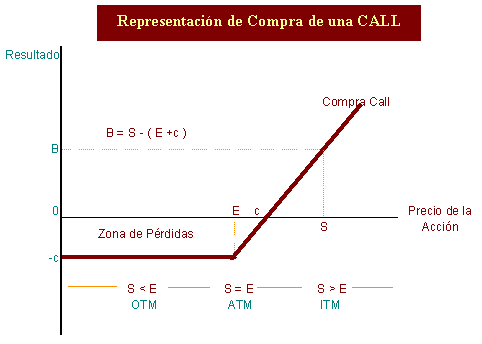 Representación de Compra de una CALL
Resultado
Compra Call
B = S - ( E +c )
B
0
E c
Precio de la
Acción
S
Zona de Pérdidas
-c
S < E S = E S > E
OTM ATM ITM